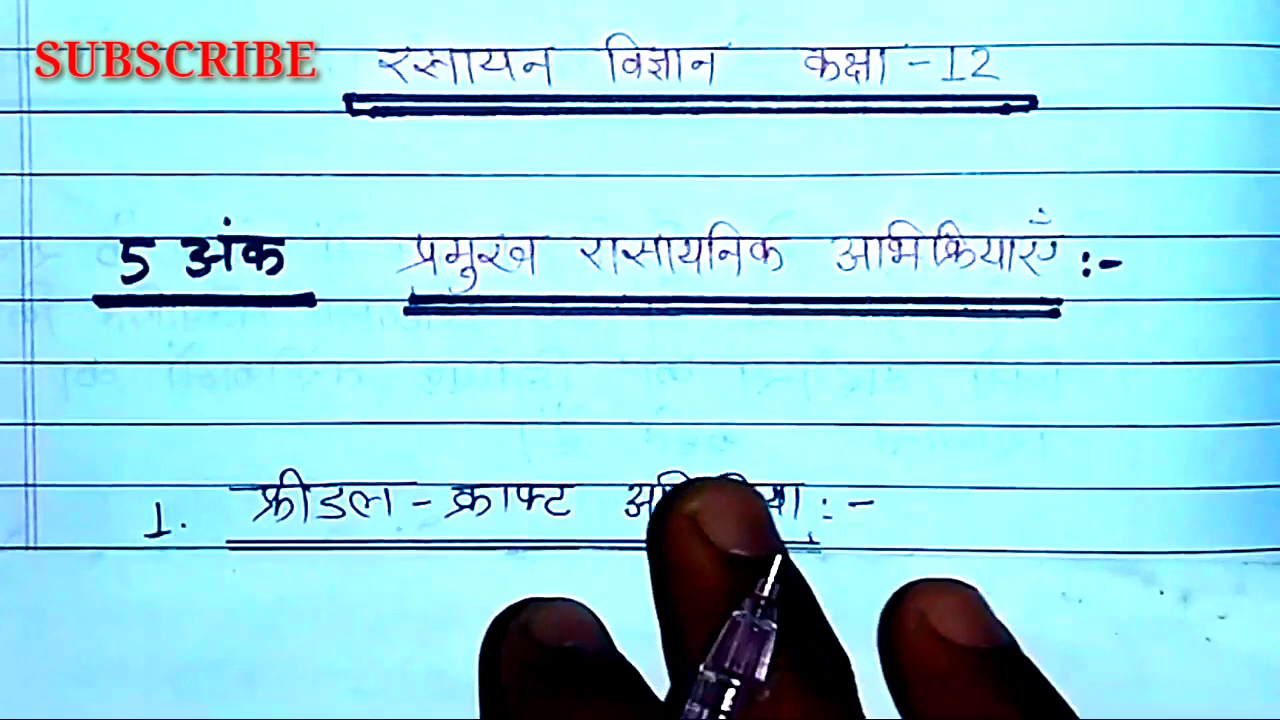 SUBSCRIBE
रसायन विज्ञान कक्षा - 12
5 अंक प्रमुख रासायनिक अभिक्रियाएँ :-
1. फ्रीडल - क्राफ्ट :-